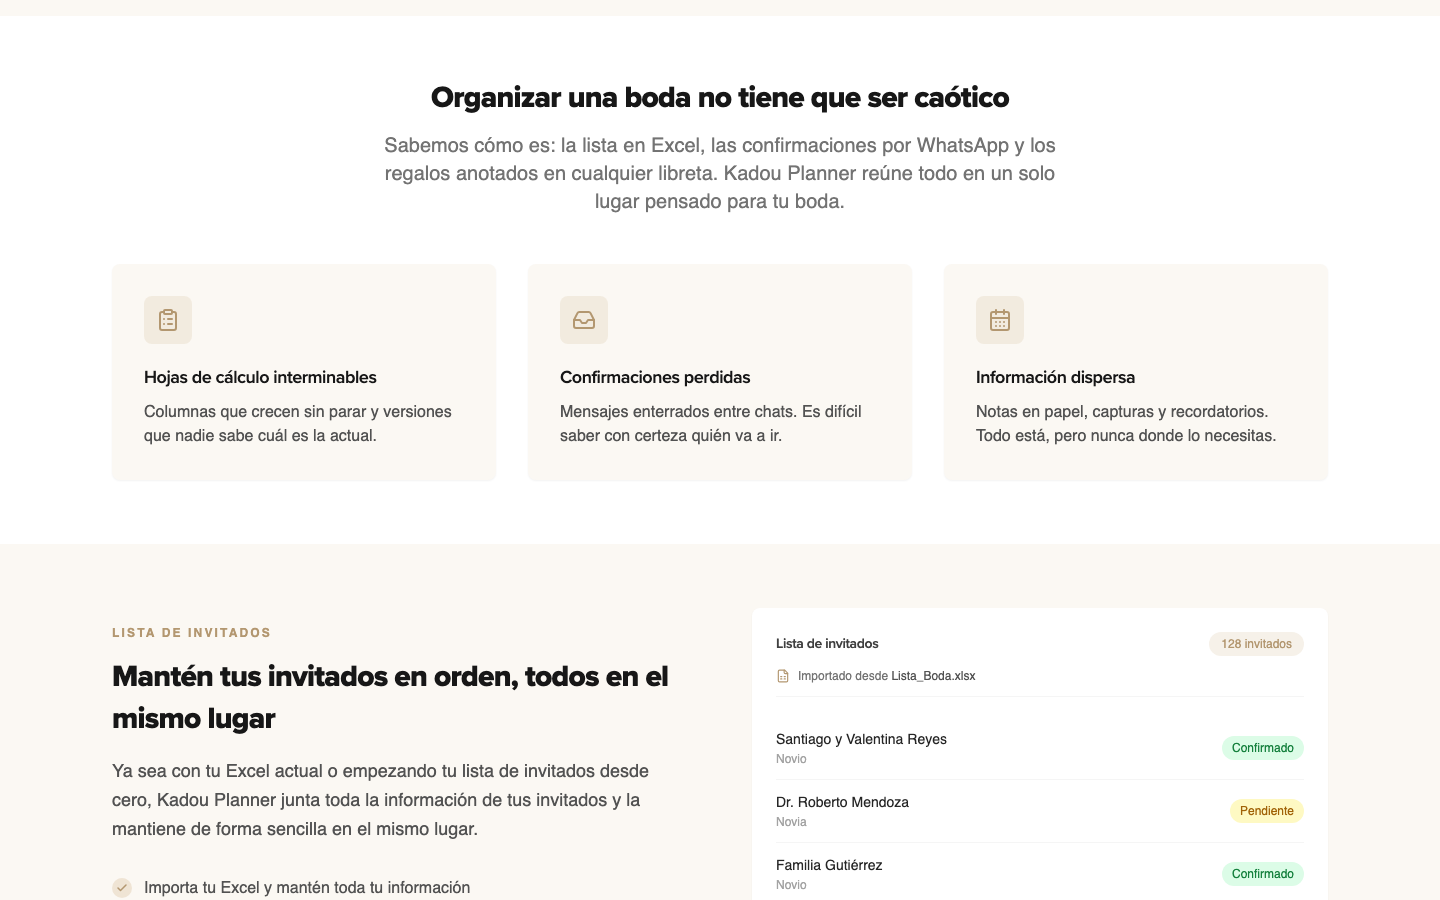 Organizar una boda no tiene que ser caótico
Sabemos cómo es: la lista en Excel, las confirmaciones por WhatsApp y los
regalos anotados en cualquier libreta. Kadou Planner reúne todo en un solo
lugar pensado para tu boda.
Hojas de cálculo interminables
Columnas que crecen sin parar y versiones
que nadie sabe cuál es la actual.
Confirmaciones perdidas
Mensajes enterrados entre chats. Es difícil
saber con certeza quién va a ir.
Información dispersa
Notas en papel, capturas y recordatorios.
Todo está, pero nunca donde lo necesitas.
LISTA DE INVITADOS
Mantén tus invitados en orden, todos en el
mismo lugar
Ya sea con tu Excel actual o empezando tu lista de invitados desde
cero, Kadou Planner junta toda la información de tus invitados y la
mantiene de forma sencilla en el mismo lugar.
Importa tu Excel y mantén toda tu información
Lista de invitados
128 invitados
Importado desde Lista_Boda.xlsx
Santiago y Valentina Reyes
Novio
Confirmado
Dr. Roberto Mendoza
Novia
Pendiente
Familia Gutiérrez
Novio
Confirmado